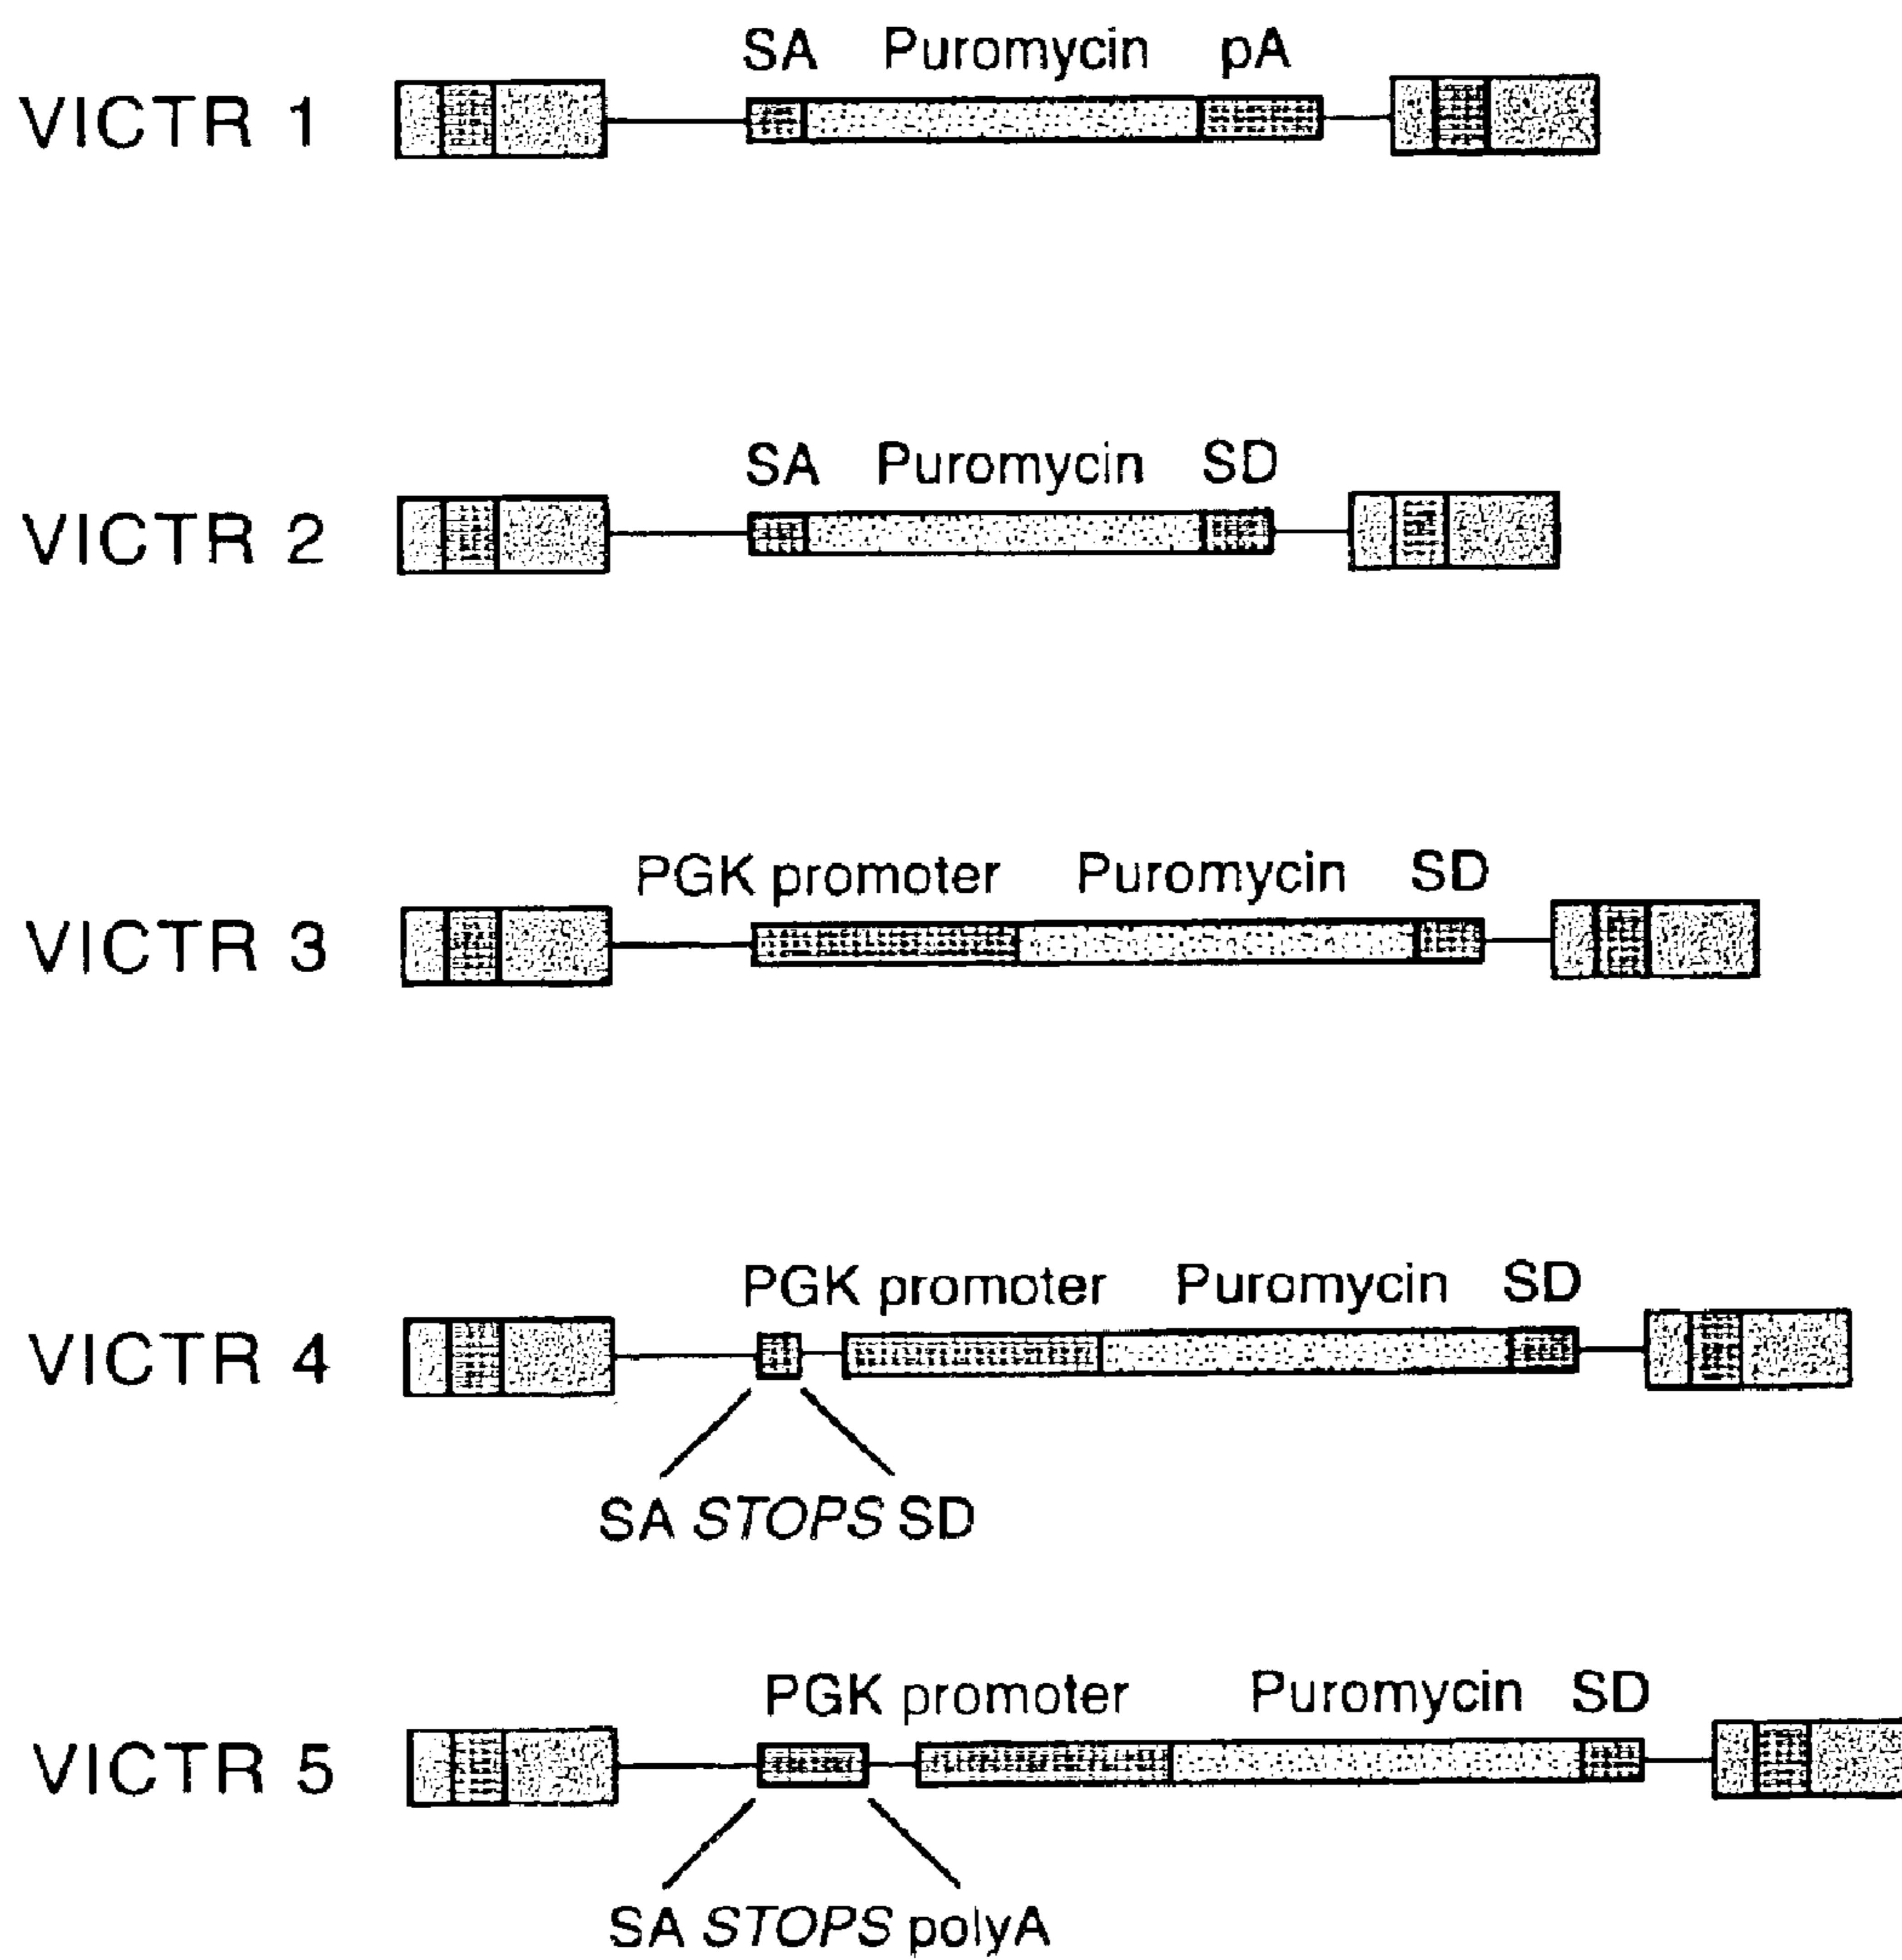 SA Puromycin pA
VICTR 1
SA Puromycin SD
VICTR 2
PGK promoter Puromycin SD
VICTR 3
PGK promoter Puromycin SD
VICTR 4
SA STOPS SD
PGK promoter Puromycin SD
VICTR 5
SA STOPS polyA